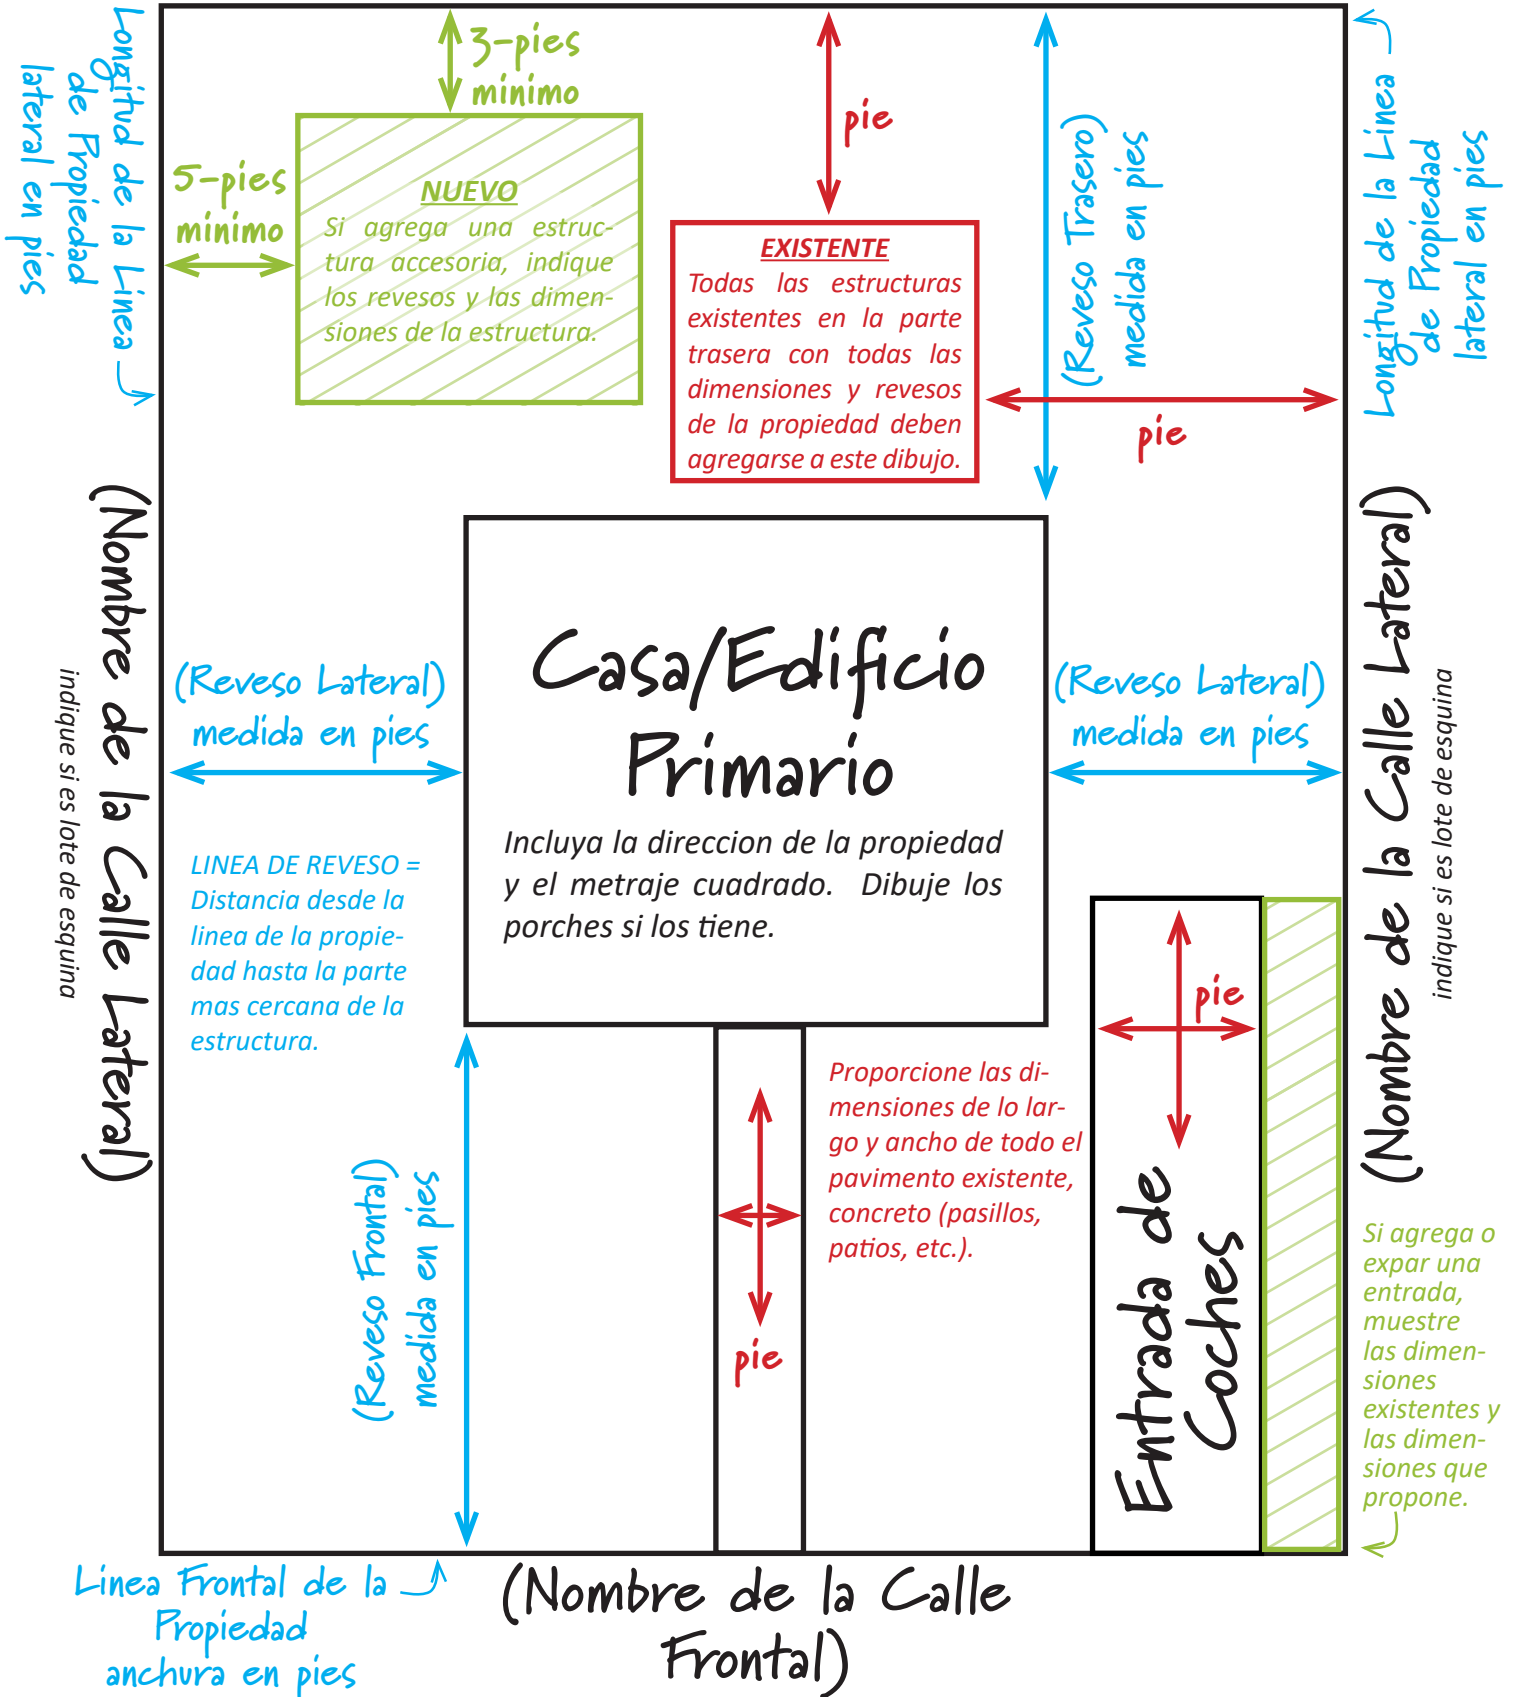 Longitud de la Linea
de Propiedad
lateral en pies
3-pies
minimo
5-pies
minimo
NUEVO
Si agrega una estruc-
tura accesoria, indique
los revesos y las dimen-
siones de la estructura.
pie
EXISTENTE
Todas las estructuras
existentes en la parte
trasera con todas las
dimensiones y revesos
de la propiedad deben
agregarse a este dibujo.
(Reveso Trasero)
medida en pies
pie
Longitud de la Linea
de Propiedad
lateral en pies
(Nombre de la Calle Lateral)
indique si es lote de esquina
(Reveso Lateral)
medida en pies
Casa/Edificio
Primario
Incluya la direccion de la propiedad
y el metraje cuadrado. Dibuje los
porches si los tiene.
(Reveso Lateral)
medida en pies
(Nombre de la Calle Lateral)
indique si es lote de esquina
LINEA DE REVESO =
Distancia desde la
linea de la propie-
dad hasta la parte
mas cercana de la
estructura.
(Reveso Frontal)
medida en pies
pie
Proporcione las di-
mensiones de lo lar-
go y ancho de todo el
pavimento existente,
concreto (pasillos,
patios, etc.).
pie
Entrada de
Coches
Si agrega o
expar una
entrada,
muestre
las dimen-
siones
existentes y
las dimen-
siones que
propone.
Linea Frontal de la
Propiedad
anchura en pies
(Nombre de la Calle
Frontal)